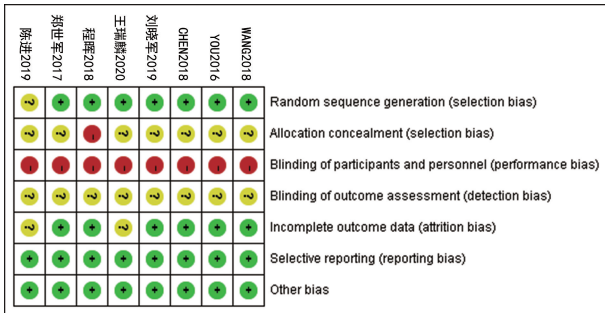 陈进2019
郑世军2017
程晖2018
王瑞麟2020
刘晓军2019
CHEN2018
YOU2016
WANG2018
? + + + + + + + Random sequence generation (selection bias)
? ? - ? ? ? ? ? Allocation concealment (selection bias)
- - - - - - - - Blinding of participants and personnel (performance bias)
? ? ? ? ? ? ? ? Blinding of outcome assessment (detection bias)
? + + ? + + + + Incomplete outcome data (attrition bias)
+ + + + + + + + Selective reporting (reporting bias)
+ + + + + + + + Other bias